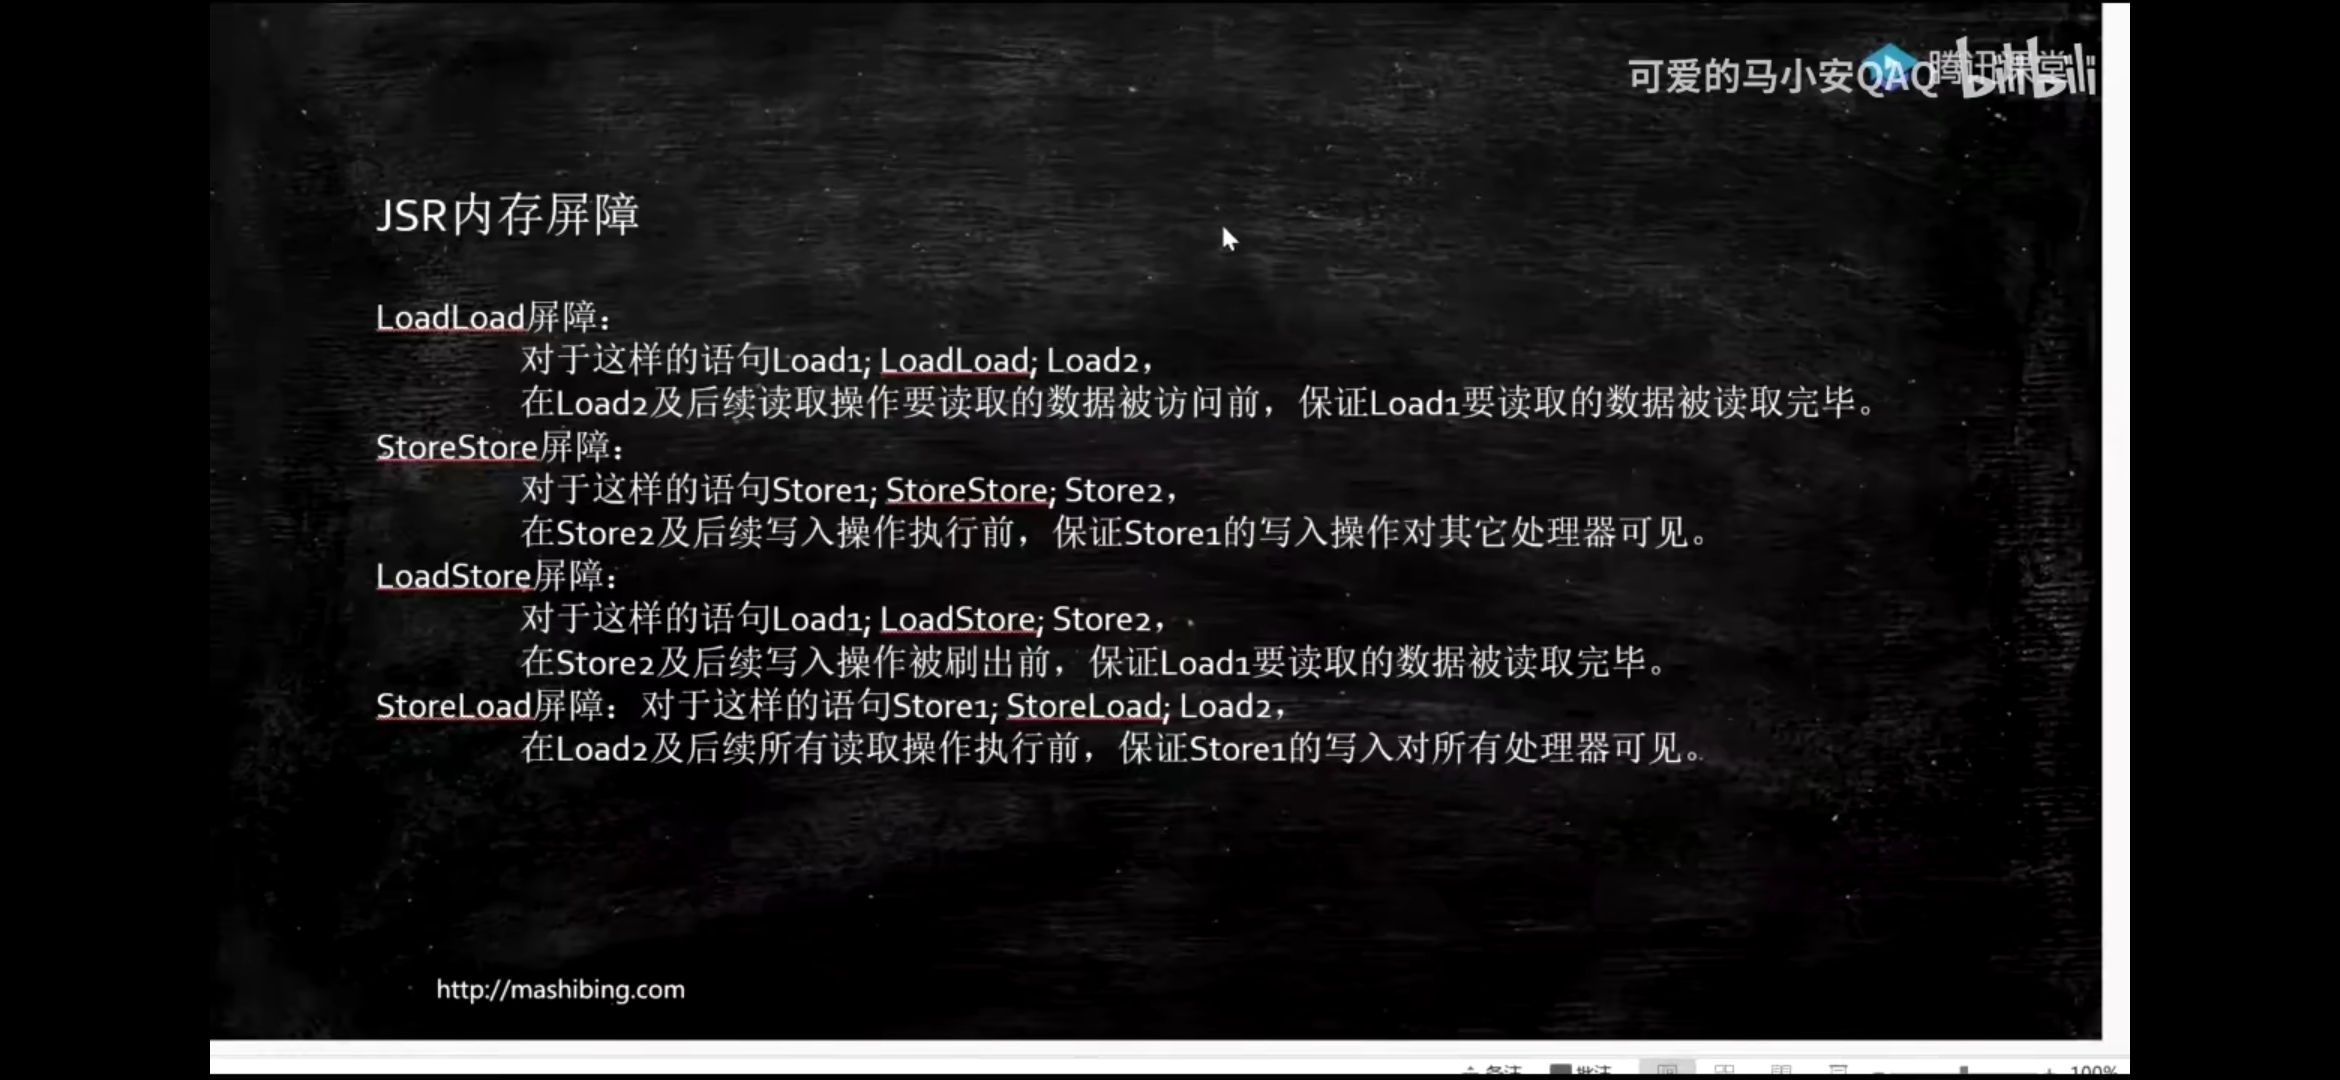 可爱的马小安QAQ bilibili
腾讯课堂
JSR内存屏障
LoadLoad屏障：
对于这样的语句Load1; LoadLoad; Load2，
在Load2及后续读取操作要读取的数据被访问前，保证Load1要读取的数据被读取完毕。
StoreStore屏障：
对于这样的语句Store1; StoreStore; Store2，
在Store2及后续写入操作执行前，保证Store1的写入操作对其它处理器可见。
LoadStore屏障：
对于这样的语句Load1; LoadStore; Store2，
在Store2及后续写入操作被刷出前，保证Load1要读取的数据被读取完毕。
StoreLoad屏障：对于这样的语句Store1; StoreLoad; Load2，
在Load2及后续所有读取操作执行前，保证Store1的写入对所有处理器可见。
http://mashibing.com
备注 批注 100%